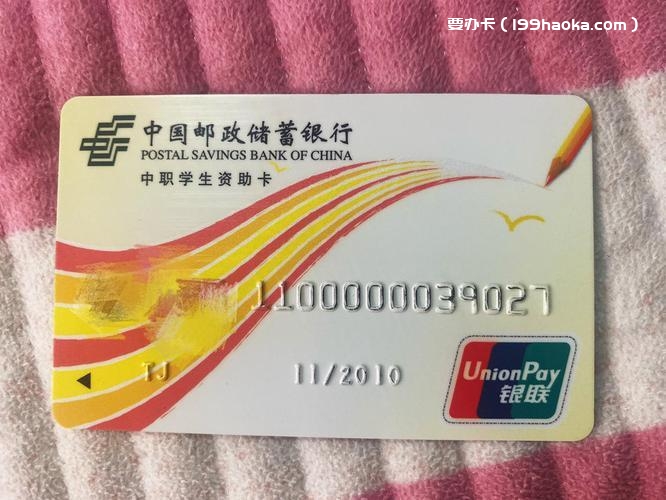 要办卡（199haoka.com）
中国邮政储蓄银行
POSTAL SAVINGS BANK OF CHINA
中职学生资助卡
1100000039027
TJ 11/2010
UnionPay
银联